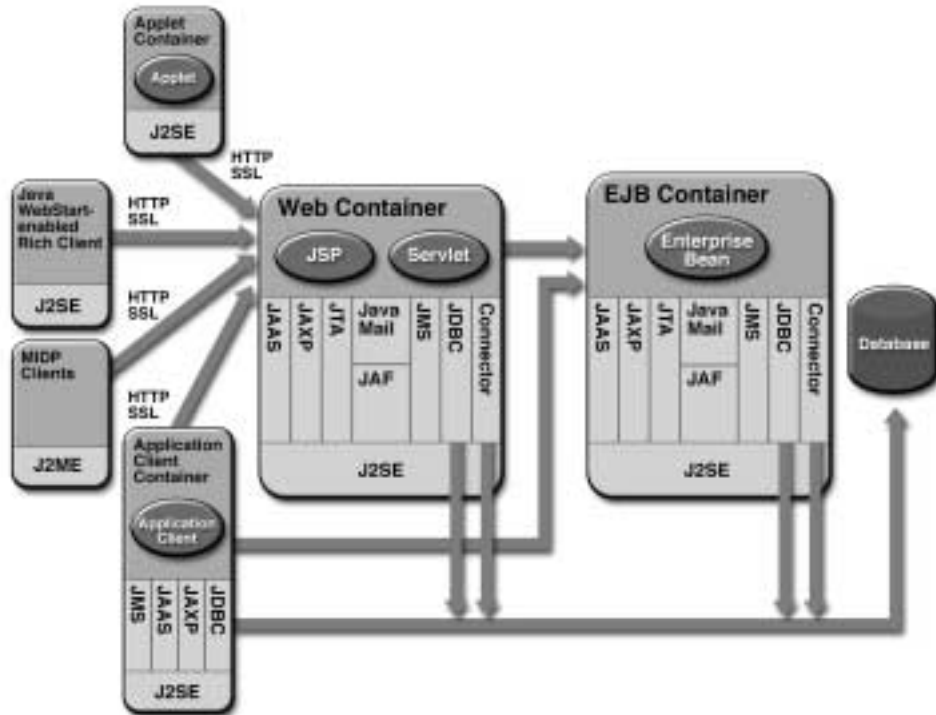 Applet
Container
Applet
J2SE
HTTP
SSL
Java
WebStart-
enabled
Rich Client
J2SE
HTTP
SSL
MIDP
Clients
J2ME
HTTP
SSL
HTTP
SSL
Application
Client
Container
Application
Client
JMS
JAAS
JAXP
JDBC
J2SE
Web Container
JSP
Servlet
JAAS
JAXP
JTA
Java
Mail
JAF
JMS
JDBC
Connector
J2SE
EJB Container
Enterprise
Bean
JAAS
JAXP
JTA
Java
Mail
JAF
JMS
JDBC
Connector
J2SE
Database